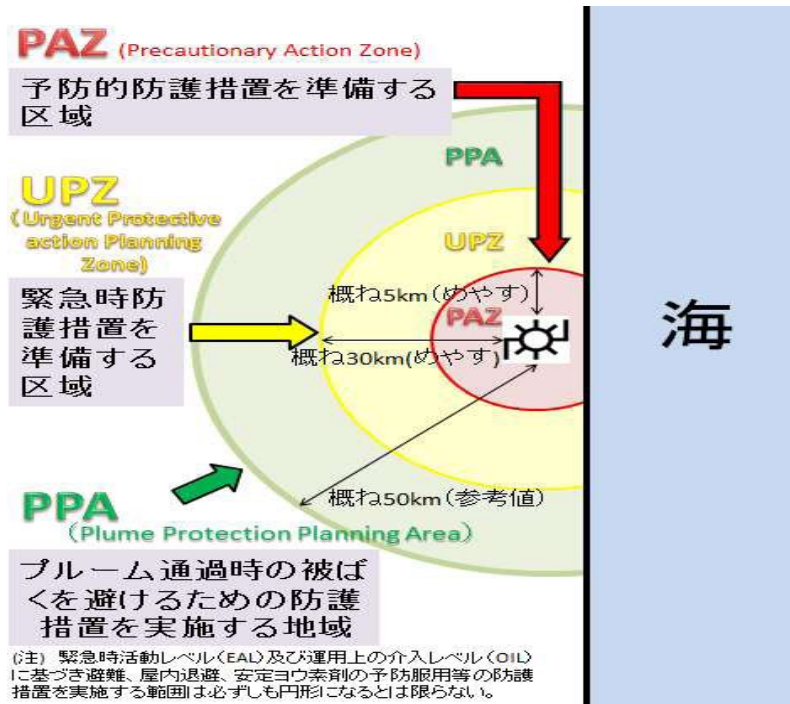 PAZ (Precautionary Action Zone)
予防的防護措置を準備する
区域
PPA
UPZ
(Urgent Protective
action Planning
Zone)
UPZ
緊急時防
護措置を
準備する
区域
概ね5km(めやす)
PAZ
概ね30km(めやす)
海
概ね50km(参考値)
PPA
(Plume Protection Planning Area)
プルーム通過時の被ば
くを避けるための防護
措置を実施する地域
(注) 緊急時活動レベル(EAL)及び運用上の介入レベル(OIL)
に基づき避難、屋内退避、安定ヨウ素剤の予防服用等の防護
措置を実施する範囲は必ずしも円形になるとは限らない。